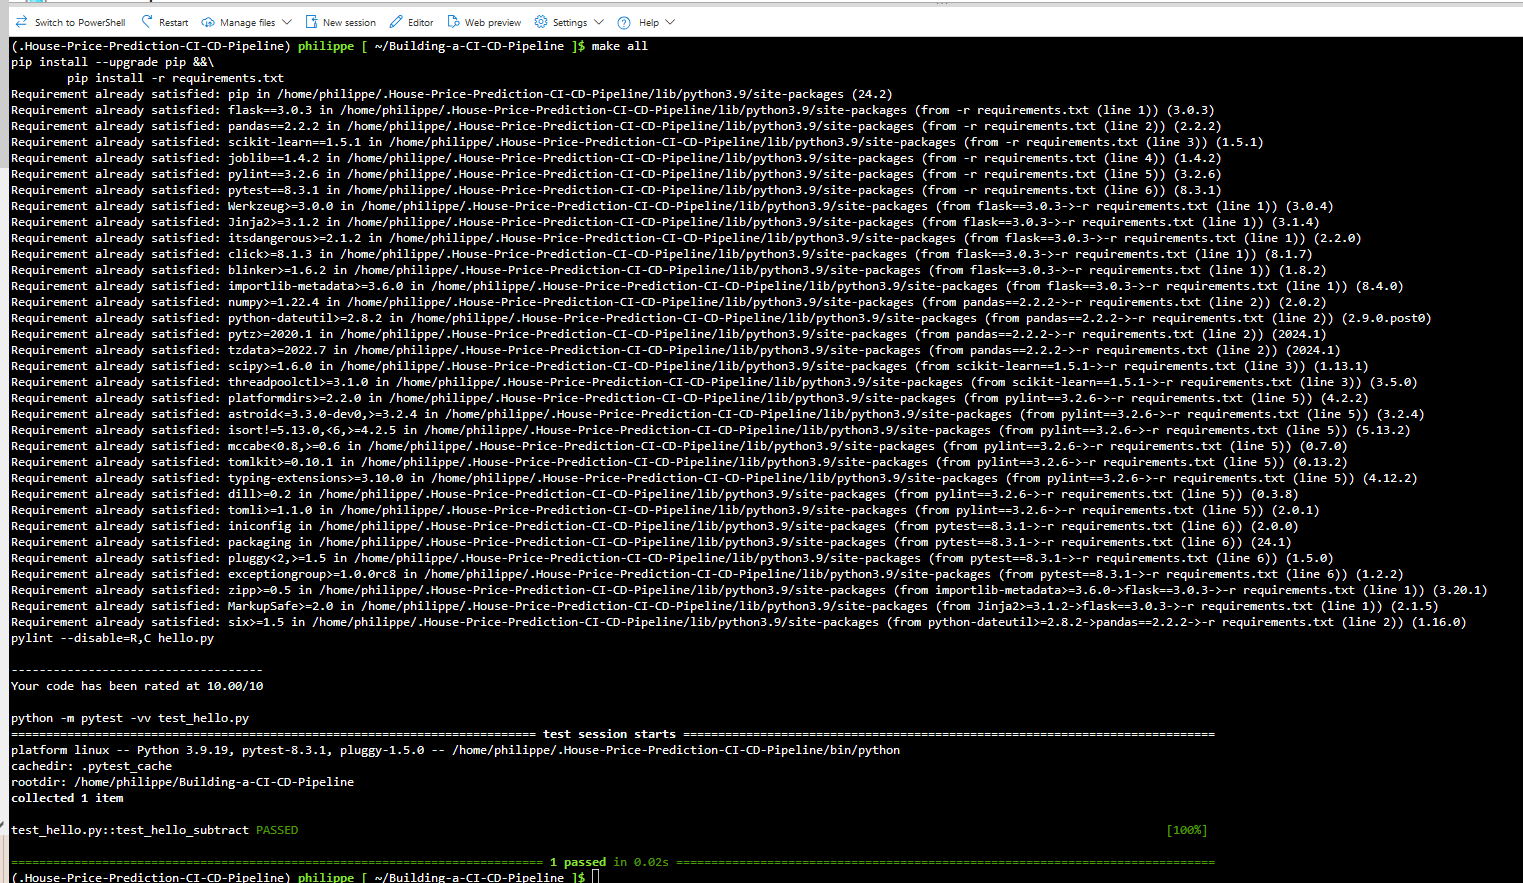 Switch to PowerShell Restart Manage files New session Editor Web preview Settings Help
(.House-Price-Prediction-CI-CD-Pipeline) philippe [ ~/Building-a-CI-CD-Pipeline ]$ make all
pip install --upgrade pip &&\
pip install -r requirements.txt
Requirement already satisfied: pip in /home/philippe/.House-Price-Prediction-CI-CD-Pipeline/lib/python3.9/site-packages (24.2)
Requirement already satisfied: flask==3.0.3 in /home/philippe/.House-Price-Prediction-CI-CD-Pipeline/lib/python3.9/site-packages (from -r requirements.txt (line 1)) (3.0.3)
Requirement already satisfied: pandas==2.2.2 in /home/philippe/.House-Price-Prediction-CI-CD-Pipeline/lib/python3.9/site-packages (from -r requirements.txt (line 2)) (2.2.2)
Requirement already satisfied: scikit-learn==1.5.1 in /home/philippe/.House-Price-Prediction-CI-CD-Pipeline/lib/python3.9/site-packages (from -r requirements.txt (line 3)) (1.5.1)
Requirement already satisfied: joblib==1.4.2 in /home/philippe/.House-Price-Prediction-CI-CD-Pipeline/lib/python3.9/site-packages (from -r requirements.txt (line 4)) (1.4.2)
Requirement already satisfied: pylint==3.2.6 in /home/philippe/.House-Price-Prediction-CI-CD-Pipeline/lib/python3.9/site-packages (from -r requirements.txt (line 5)) (3.2.6)
Requirement already satisfied: pytest==8.3.1 in /home/philippe/.House-Price-Prediction-CI-CD-Pipeline/lib/python3.9/site-packages (from -r requirements.txt (line 6)) (8.3.1)
Requirement already satisfied: Werkzeug>=3.0.0 in /home/philippe/.House-Price-Prediction-CI-CD-Pipeline/lib/python3.9/site-packages (from flask==3.0.3->-r requirements.txt (line 1)) (3.0.4)
Requirement already satisfied: Jinja2>=3.1.2 in /home/philippe/.House-Price-Prediction-CI-CD-Pipeline/lib/python3.9/site-packages (from flask==3.0.3->-r requirements.txt (line 1)) (3.1.4)
Requirement already satisfied: itsdangerous>=2.1.2 in /home/philippe/.House-Price-Prediction-CI-CD-Pipeline/lib/python3.9/site-packages (from flask==3.0.3->-r requirements.txt (line 1)) (2.2.0)
Requirement already satisfied: click>=8.1.3 in /home/philippe/.House-Price-Prediction-CI-CD-Pipeline/lib/python3.9/site-packages (from flask==3.0.3->-r requirements.txt (line 1)) (8.1.7)
Requirement already satisfied: blinker>=1.6.2 in /home/philippe/.House-Price-Prediction-CI-CD-Pipeline/lib/python3.9/site-packages (from flask==3.0.3->-r requirements.txt (line 1)) (1.8.2)
Requirement already satisfied: importlib-metadata>=3.6.0 in /home/philippe/.House-Price-Prediction-CI-CD-Pipeline/lib/python3.9/site-packages (from flask==3.0.3->-r requirements.txt (line 1)) (8.4.0)
Requirement already satisfied: numpy>=1.22.4 in /home/philippe/.House-Price-Prediction-CI-CD-Pipeline/lib/python3.9/site-packages (from pandas==2.2.2->-r requirements.txt (line 2)) (2.0.2)
Requirement already satisfied: python-dateutil>=2.8.2 in /home/philippe/.House-Price-Prediction-CI-CD-Pipeline/lib/python3.9/site-packages (from pandas==2.2.2->-r requirements.txt (line 2)) (2.9.0.post0)
Requirement already satisfied: pytz>=2020.1 in /home/philippe/.House-Price-Prediction-CI-CD-Pipeline/lib/python3.9/site-packages (from pandas==2.2.2->-r requirements.txt (line 2)) (2024.1)
Requirement already satisfied: tzdata>=2022.7 in /home/philippe/.House-Price-Prediction-CI-CD-Pipeline/lib/python3.9/site-packages (from pandas==2.2.2->-r requirements.txt (line 2)) (2024.1)
Requirement already satisfied: scipy>=1.6.0 in /home/philippe/.House-Price-Prediction-CI-CD-Pipeline/lib/python3.9/site-packages (from scikit-learn==1.5.1->-r requirements.txt (line 3)) (1.13.1)
Requirement already satisfied: threadpoolctl>=3.1.0 in /home/philippe/.House-Price-Prediction-CI-CD-Pipeline/lib/python3.9/site-packages (from scikit-learn==1.5.1->-r requirements.txt (line 3)) (3.5.0)
Requirement already satisfied: platformdirs>=2.2.0 in /home/philippe/.House-Price-Prediction-CI-CD-Pipeline/lib/python3.9/site-packages (from pylint==3.2.6->-r requirements.txt (line 5)) (4.2.2)
Requirement already satisfied: astroid<=3.3.0-dev0,>=3.2.4 in /home/philippe/.House-Price-Prediction-CI-CD-Pipeline/lib/python3.9/site-packages (from pylint==3.2.6->-r requirements.txt (line 5)) (3.2.4)
Requirement already satisfied: isort!=5.13.0,<6,>=4.2.5 in /home/philippe/.House-Price-Prediction-CI-CD-Pipeline/lib/python3.9/site-packages (from pylint==3.2.6->-r requirements.txt (line 5)) (5.13.2)
Requirement already satisfied: mccabe<0.8,>=0.6 in /home/philippe/.House-Price-Prediction-CI-CD-Pipeline/lib/python3.9/site-packages (from pylint==3.2.6->-r requirements.txt (line 5)) (0.7.0)
Requirement already satisfied: tomlkit>=0.10.1 in /home/philippe/.House-Price-Prediction-CI-CD-Pipeline/lib/python3.9/site-packages (from pylint==3.2.6->-r requirements.txt (line 5)) (0.13.2)
Requirement already satisfied: typing-extensions>=3.10.0 in /home/philippe/.House-Price-Prediction-CI-CD-Pipeline/lib/python3.9/site-packages (from pylint==3.2.6->-r requirements.txt (line 5)) (4.12.2)
Requirement already satisfied: dill>=0.2 in /home/philippe/.House-Price-Prediction-CI-CD-Pipeline/lib/python3.9/site-packages (from pylint==3.2.6->-r requirements.txt (line 5)) (0.3.8)
Requirement already satisfied: tomli>=1.1.0 in /home/philippe/.House-Price-Prediction-CI-CD-Pipeline/lib/python3.9/site-packages (from pylint==3.2.6->-r requirements.txt (line 5)) (2.0.1)
Requirement already satisfied: iniconfig in /home/philippe/.House-Price-Prediction-CI-CD-Pipeline/lib/python3.9/site-packages (from pytest==8.3.1->-r requirements.txt (line 6)) (2.0.0)
Requirement already satisfied: packaging in /home/philippe/.House-Price-Prediction-CI-CD-Pipeline/lib/python3.9/site-packages (from pytest==8.3.1->-r requirements.txt (line 6)) (24.1)
Requirement already satisfied: pluggy<2,>=1.5 in /home/philippe/.House-Price-Prediction-CI-CD-Pipeline/lib/python3.9/site-packages (from pytest==8.3.1->-r requirements.txt (line 6)) (1.5.0)
Requirement already satisfied: exceptiongroup>=1.0.0rc8 in /home/philippe/.House-Price-Prediction-CI-CD-Pipeline/lib/python3.9/site-packages (from pytest==8.3.1->-r requirements.txt (line 6)) (1.2.2)
Requirement already satisfied: zipp>=0.5 in /home/philippe/.House-Price-Prediction-CI-CD-Pipeline/lib/python3.9/site-packages (from importlib-metadata>=3.6.0->flask==3.0.3->-r requirements.txt (line 1)) (3.20.1)
Requirement already satisfied: MarkupSafe>=2.0 in /home/philippe/.House-Price-Prediction-CI-CD-Pipeline/lib/python3.9/site-packages (from Jinja2>=3.1.2->flask==3.0.3->-r requirements.txt (line 1)) (2.1.5)
Requirement already satisfied: six>=1.5 in /home/philippe/.House-Price-Prediction-CI-CD-Pipeline/lib/python3.9/site-packages (from python-dateutil>=2.8.2->pandas==2.2.2->-r requirements.txt (line 2)) (1.16.0)
pylint --disable=R,C hello.py
------------------------------------
Your code has been rated at 10.00/10
python -m pytest -vv test_hello.py
=========================================================================== test session starts ============================================================================
platform linux -- Python 3.9.19, pytest-8.3.1, pluggy-1.5.0 -- /home/philippe/.House-Price-Prediction-CI-CD-Pipeline/bin/python
cachedir: .pytest_cache
rootdir: /home/philippe/Building-a-CI-CD-Pipeline
collected 1 item
test_hello.py::test_hello_subtract PASSED [100%]
============================================================================ 1 passed in 0.02s =============================================================================
(.House-Price-Prediction-CI-CD-Pipeline) philippe [ ~/Building-a-CI-CD-Pipeline ]$